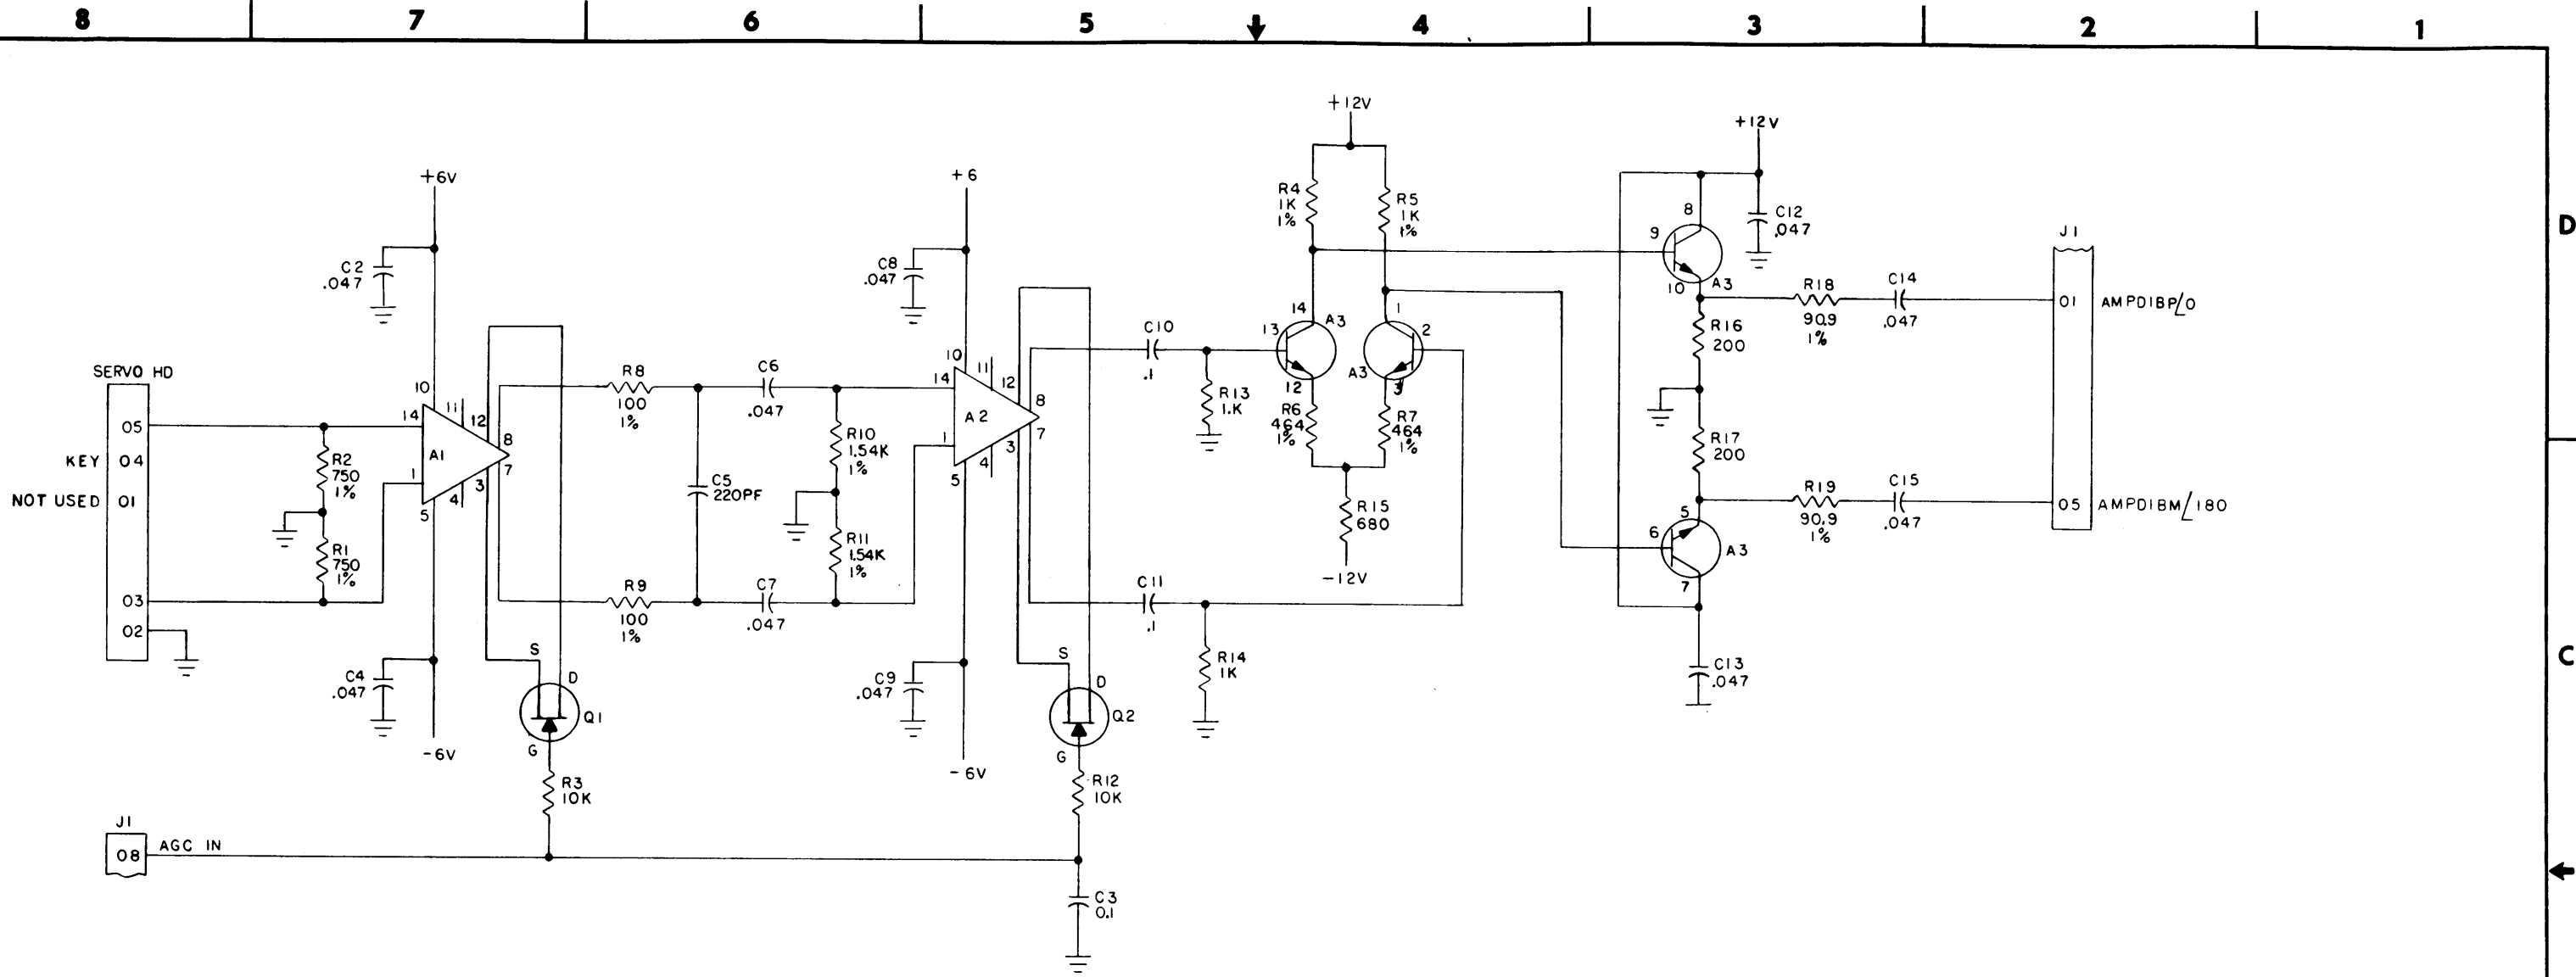 8 7 6 5 4 3 2 1
D
C
SERVO HD
05
KEY 04
NOT USED 01
03
02
R2
750
1%
R1
750
1%
+6V
C2
.047
10
11
12
14
A1
8
7
1
3
4
5
C4
.047
-6V
S
D
Q1
G
R3
10K
J1
08 AGC IN
R8
100
1%
R9
100
1%
C6
.047
C5
220PF
C7
.047
R10
1.54K
1%
R11
1.54K
1%
+6
C8
.047
10
11
12
14
A2
8
7
1
3
4
5
C9
.047
-6V
S
D
Q2
G
R12
10K
C3
0.1
C10
.1
R13
1.K
C11
.1
R14
1K
+12V
R4
1K
1%
R5
1K
1%
14
13
A3
12
1
2
A3
3
R6
464
1%
R7
464
1%
R15
680
-12V
+12V
C12
.047
8
9
A3
10
R16
200
R17
200
5
6
A3
7
C13
.047
R18
90.9
1%
C14
.047
R19
90.9
1%
C15
.047
J1
01 AMPDIBP/0
05 AMPDIBM/180